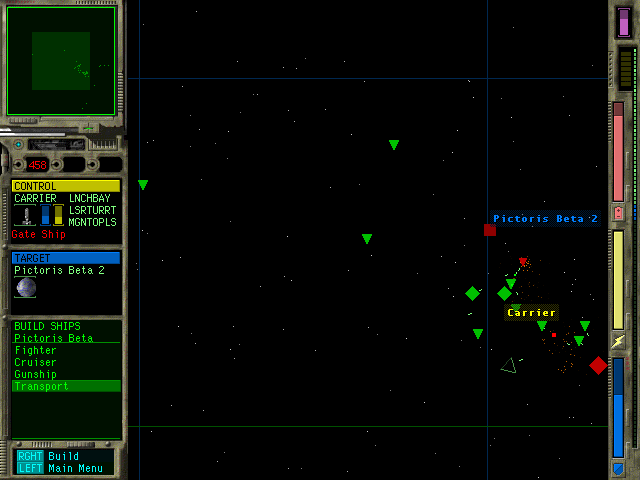 458
CONTROL
CARRIER LNCHBAY
LSRTURRT
MGNTOPLS
Gate Ship
TARGET
Pictoris Beta 2
BUILD SHIPS
Pictoris Beta
Fighter
Cruiser
Gunship
Transport
RGHT Build
LEFT Main Menu
Pictoris Beta 2
Carrier